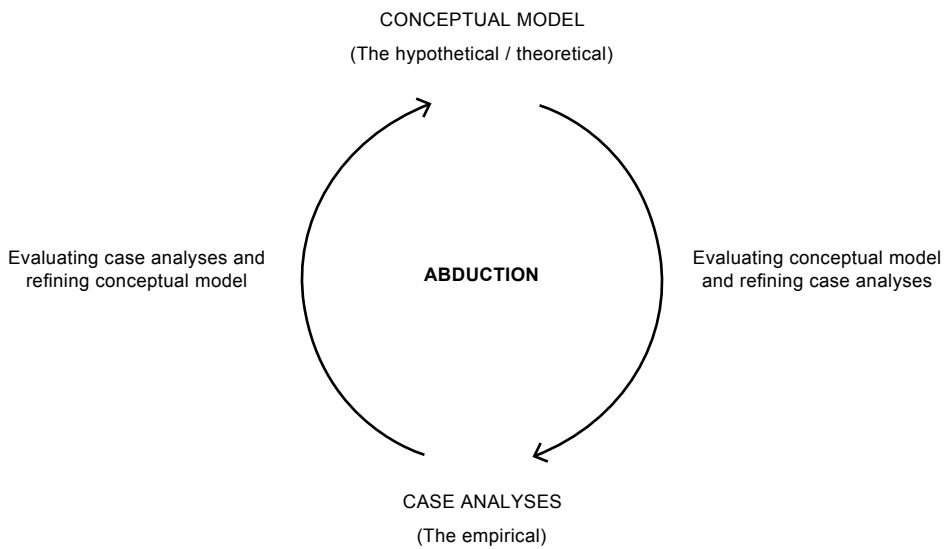 CONCEPTUAL MODEL
(The hypothetical / theoretical)
Evaluating case analyses and
refining conceptual model
ABDUCTION
Evaluating conceptual model
and refining case analyses
CASE ANALYSES
(The empirical)